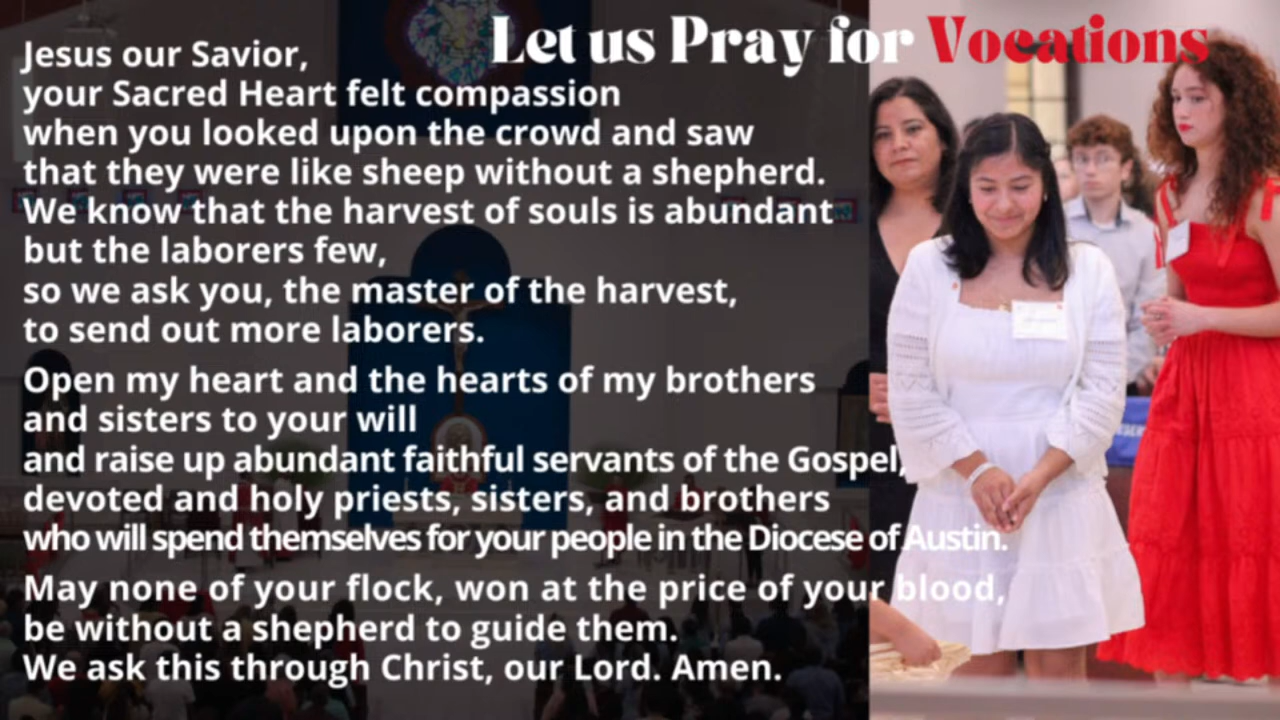 Let us Pray for Vocations
Jesus our Savior,
your Sacred Heart felt compassion
when you looked upon the crowd and saw
that they were like sheep without a shepherd.
We know that the harvest of souls is abundant
but the laborers few,
so we ask you, the master of the harvest,
to send out more laborers.
Open my heart and the hearts of my brothers
and sisters to your will
and raise up abundant faithful servants of the Gospel,
devoted and holy priests, sisters, and brothers
who will spend themselves for your people in the Diocese of Austin.
May none of your flock, won at the price of your blood,
be without a shepherd to guide them.
We ask this through Christ, our Lord. Amen.